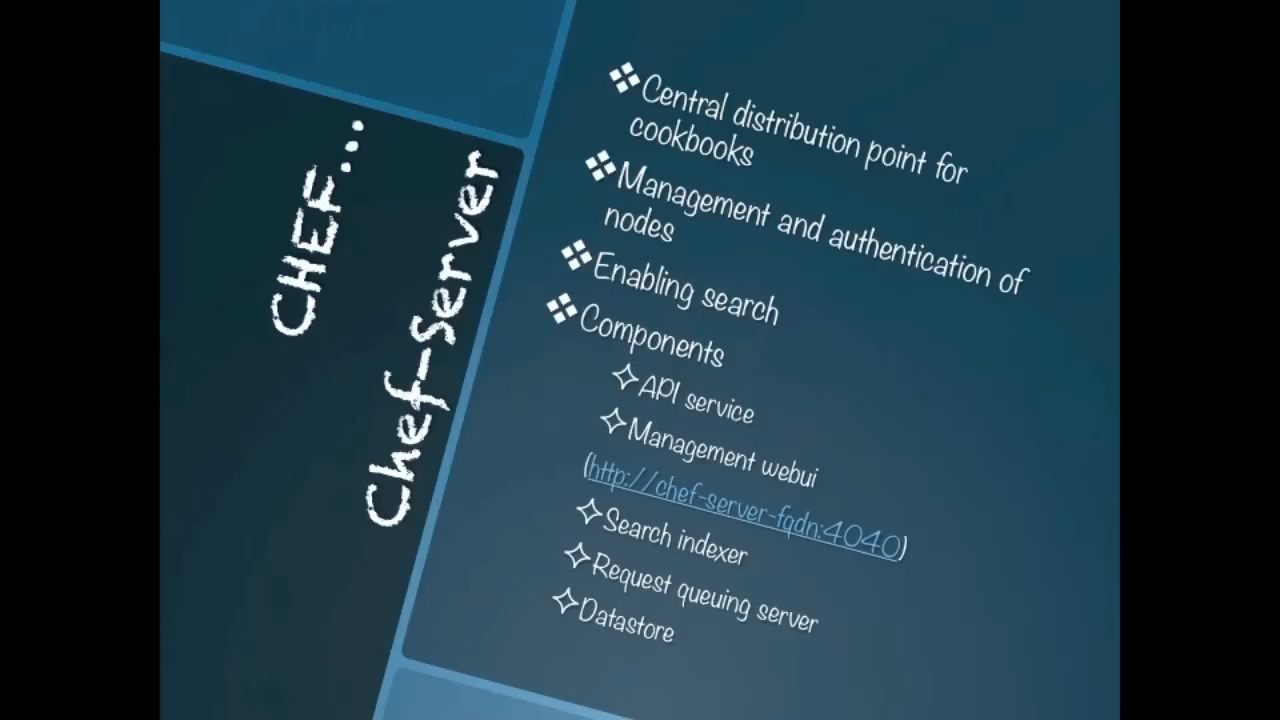 CHEF...
Chef-Server
Central distribution point for
cookbooks
Management and authentication of
nodes
Enabling search
Components
API service
Management webui
(http://chef-server-fqdn:4040)
Search indexer
Request queuing server
Datastore